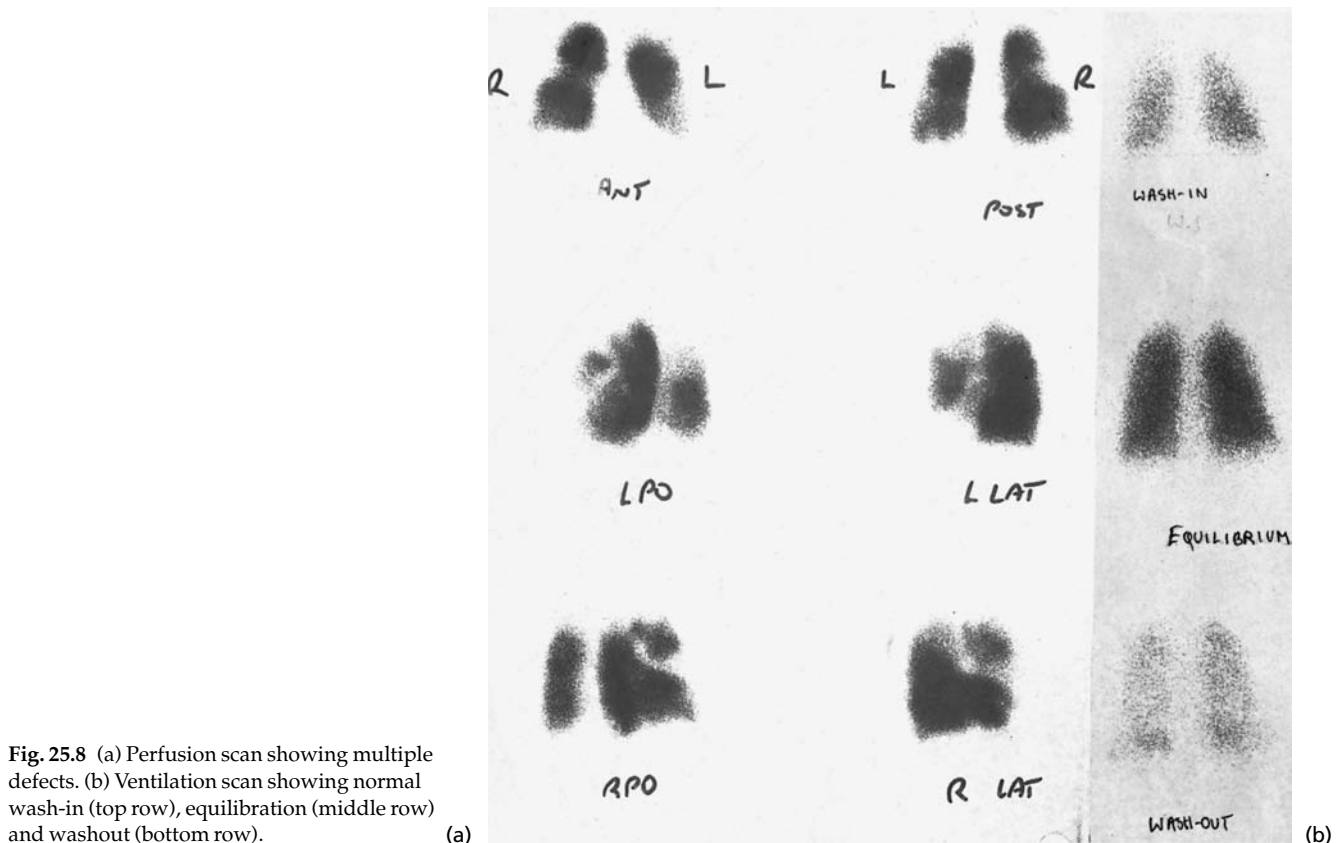 R
L
L
R
ANT
POST
WASH-IN
W.S
LPO
L LAT
EQUILIBRIUM
RPO
R LAT
WASH-OUT
Fig. 25.8 (a) Perfusion scan showing multiple
defects. (b) Ventilation scan showing normal
wash-in (top row), equilibration (middle row)
and washout (bottom row).
(a)
(b)